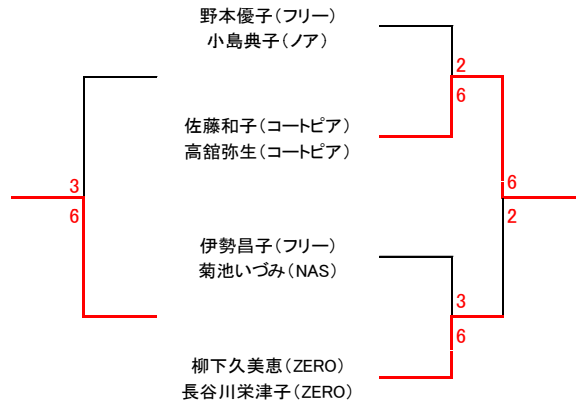 野本優子（フリー）
小島典子（ノア）
2
6
佐藤和子（コートピア）
高舘弥生（コートピア）
3
6
6
2
伊勢昌子（フリー）
菊池いづみ（NAS）
3
6
柳下久美恵（ZERO）
長谷川栄津子（ZERO）